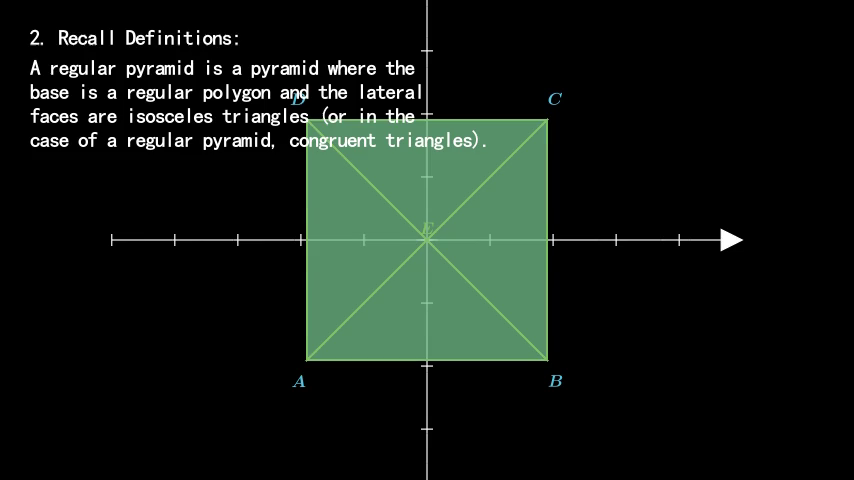 2. Recall Definitions:
A regular pyramid is a pyramid where the
base is a regular polygon and the lateral
faces are isosceles triangles (or in the
case of a regular pyramid, congruent triangles).
D
C
E
A
B